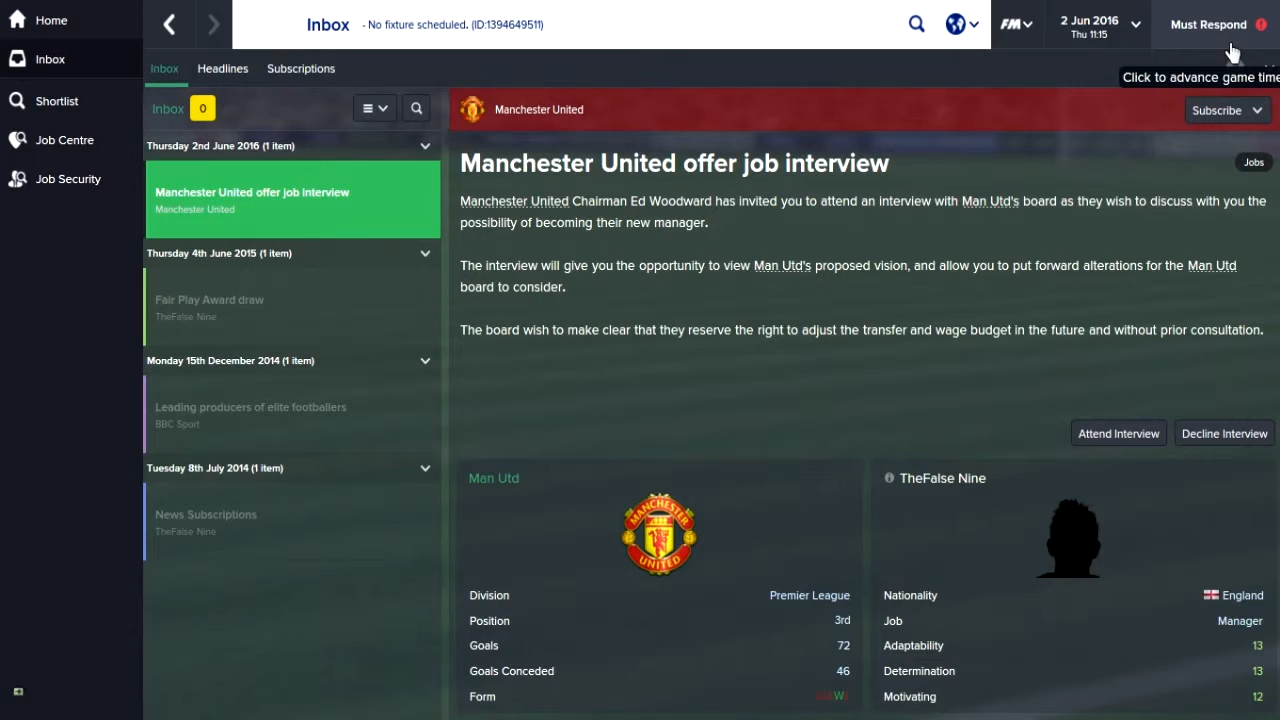 Home
Inbox
Shortlist
Job Centre
Job Security
Inbox - No fixture scheduled. (ID:1394649511)
FM
2 Jun 2016
Thu 11:15
Must Respond
Click to advance game time
Inbox Headlines Subscriptions
Inbox 0
Thursday 2nd June 2016 (1 item)
Manchester United offer job interview
Manchester United
Thursday 4th June 2015 (1 item)
Fair Play Award draw
TheFalse Nine
Monday 15th December 2014 (1 item)
Leading producers of elite footballers
BBC Sport
Tuesday 8th July 2014 (1 item)
News Subscriptions
TheFalse Nine
Manchester United
Subscribe
Manchester United offer job interview
Jobs
Manchester United Chairman Ed Woodward has invited you to attend an interview with Man Utd's board as they wish to discuss with you the
possibility of becoming their new manager.
The interview will give you the opportunity to view Man Utd's proposed vision, and allow you to put forward alterations for the Man Utd
board to consider.
The board wish to make clear that they reserve the right to adjust the transfer and wage budget in the future and without prior consultation.
Attend Interview Decline Interview
Man Utd
MANCHESTER
UNITED
Division Premier League
Position 3rd
Goals 72
Goals Conceded 46
Form
TheFalse Nine
Nationality England
Job Manager
Adaptability 13
Determination 13
Motivating 12